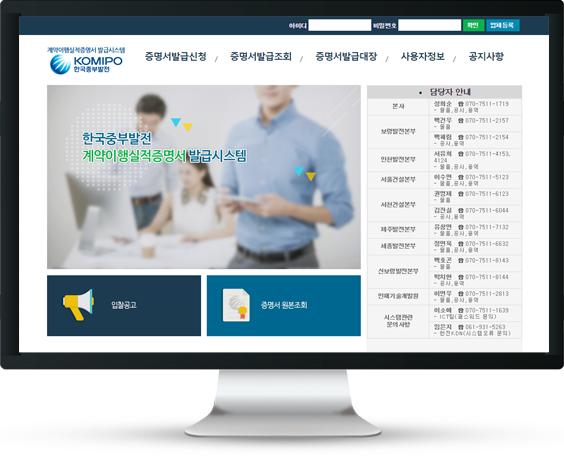 아이디 비밀번호 확인 업체등록
계약이행실적증명서 발급시스템
KOMIPO
한국중부발전
증명서발급신청 / 증명서발급조회 / 증명서발급대장 / 사용자정보 / 공지사항
한국중부발전
계약이행실적증명서 발급시스템
입찰공고
증명서 원본조회
• 담당자 안내
본사
성희순 ☎ 070-7511-1719
- 물품,공사,용역
보령발전본부
백건우 ☎ 070-7511-2157
- 물품
백혜림 ☎ 070-7511-2154
- 공사,용역
인천발전본부
서유희 ☎ 070-7511-4153,
4124
- 물품,공사,용역
서울건설본부
이수연 ☎ 070-7511-5123
- 물품,공사,용역
서천건설본부
권영제 ☎ 070-7511-6123
- 물품
김진실 ☎ 070-7511-6044
- 공사,용역
제주발전본부
유창연 ☎ 070-7511-7132
- 물품,공사,용역
세종발전본부
정연욱 ☎ 070-7511-6632
- 물품,공사,용역
신보령발전본부
백호곤 ☎ 070-7511-8143
- 물품
박지현 ☎ 070-7511-8144
- 공사,용역
인재기술개발원
이현우 ☎ 070-7511-2813
- 물품,공사,용역
시스템관련
문의사항
이소혜 ☎ 070-7511-1639
- ICT팀(패스워드 문의)
임은지 ☎ 061-931-5263
- 한전KDN(시스템오류 문의)